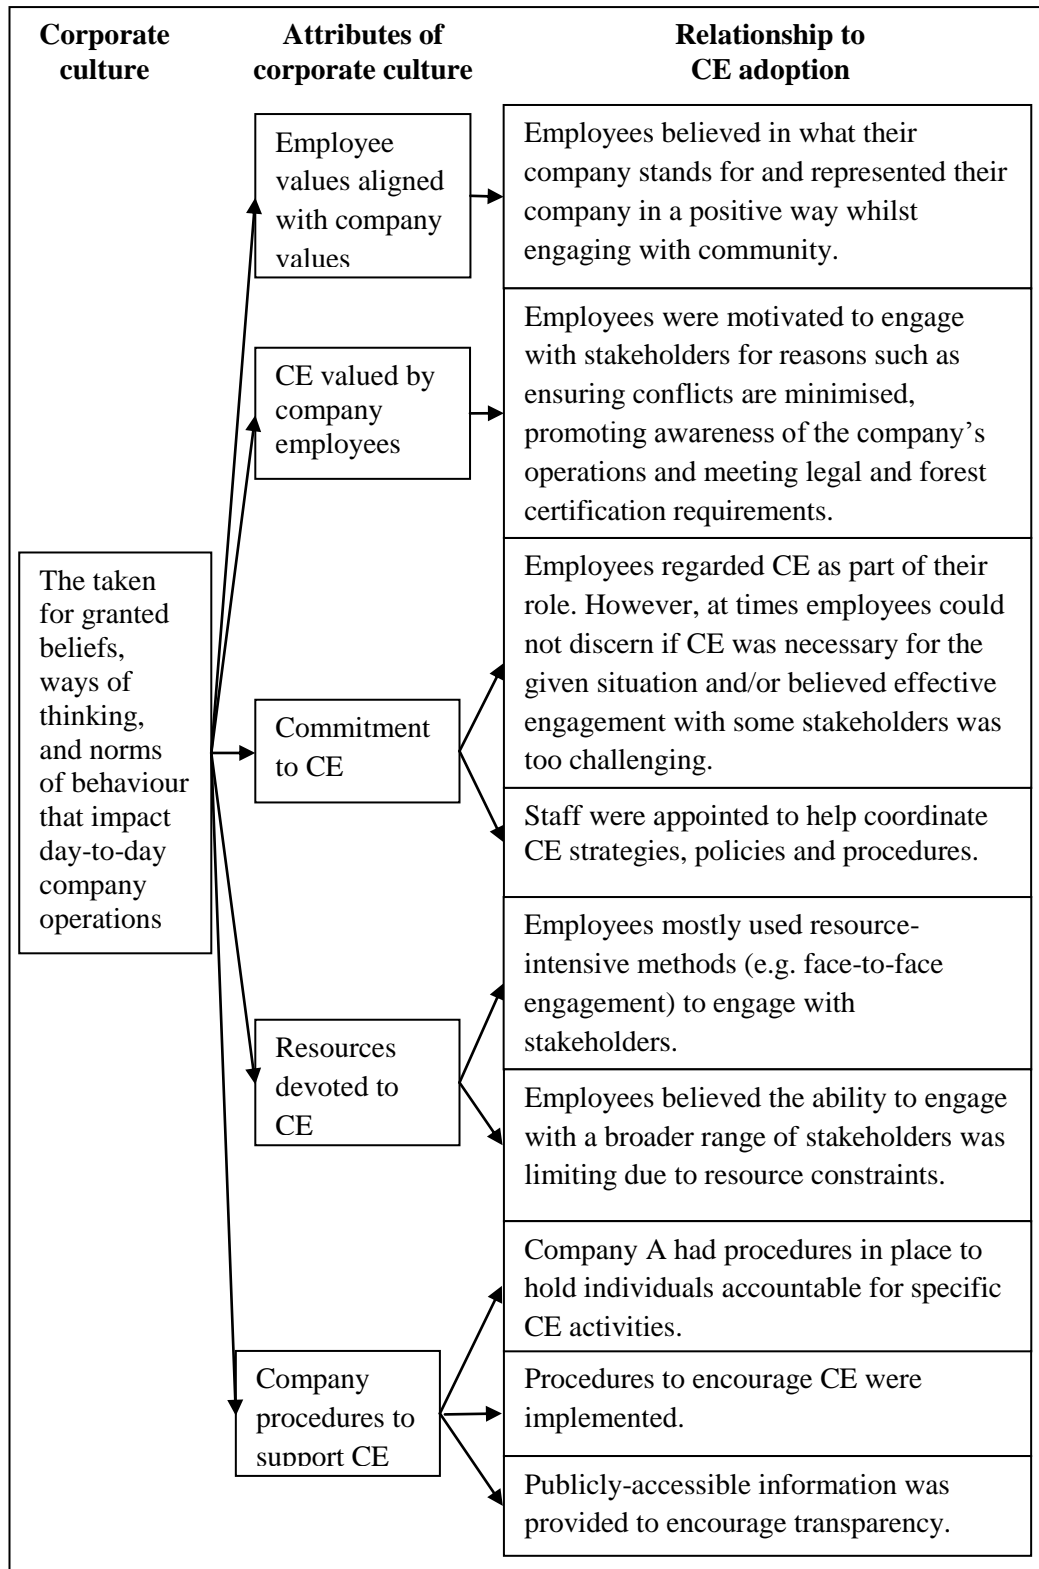 Corporate
culture
Attributes of
corporate culture
Relationship to
CE adoption
The taken
for granted
beliefs,
ways of
thinking,
and norms
of behaviour
that impact
day-to-day
company
operations
Employee
values aligned
with company
values
Employees believed in what their
company stands for and represented their
company in a positive way whilst
engaging with community.
CE valued by
company
employees
Employees were motivated to engage
with stakeholders for reasons such as
ensuring conflicts are minimised,
promoting awareness of the company’s
operations and meeting legal and forest
certification requirements.
Commitment
to CE
Employees regarded CE as part of their
role. However, at times employees could
not discern if CE was necessary for the
given situation and/or believed effective
engagement with some stakeholders was
too challenging.
Staff were appointed to help coordinate
CE strategies, policies and procedures.
Resources
devoted to
CE
Employees mostly used resource-
intensive methods (e.g. face-to-face
engagement) to engage with
stakeholders.
Employees believed the ability to engage
with a broader range of stakeholders was
limiting due to resource constraints.
Company
procedures to
support CE
Company A had procedures in place to
hold individuals accountable for specific
CE activities.
Procedures to encourage CE were
implemented.
Publicly-accessible information was
provided to encourage transparency.